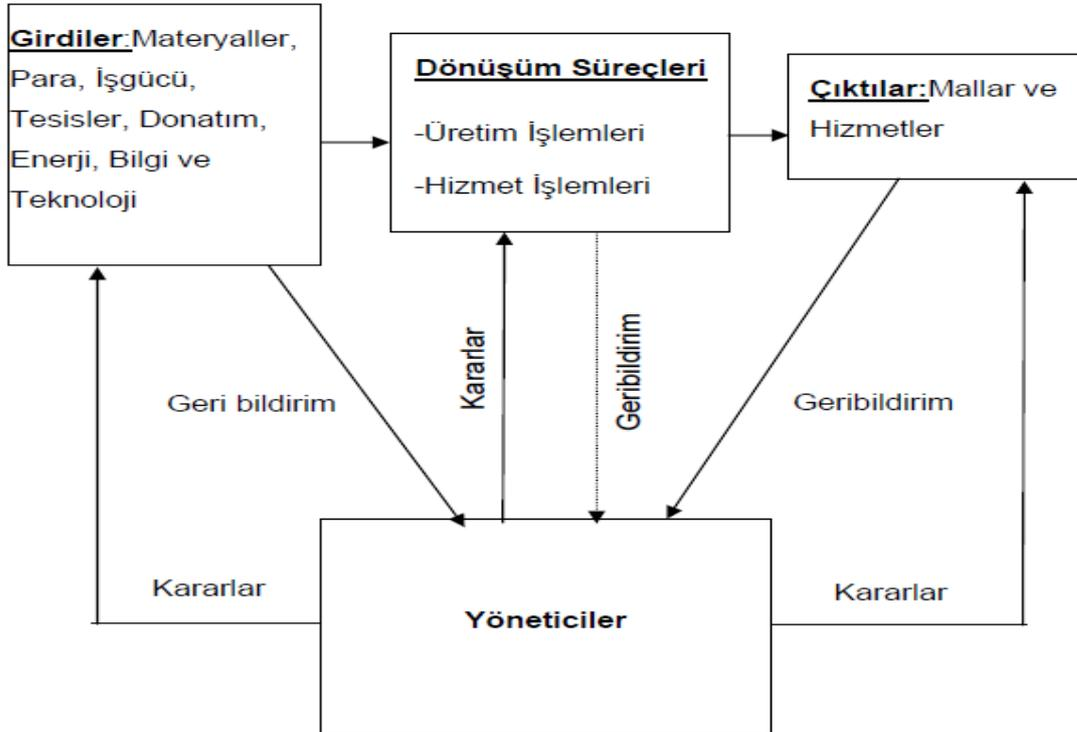 Girdiler:Materyaller,
Para, İşgücü,
Tesisler, Donatım,
Enerji, Bilgi ve
Teknoloji
Dönüşüm Süreçleri
-Üretim İşlemleri
-Hizmet İşlemleri
Çıktılar:Mallar ve
Hizmetler
Geri bildirim
Kararlar
Geribildirim
Geribildirim
Kararlar
Yöneticiler
Kararlar